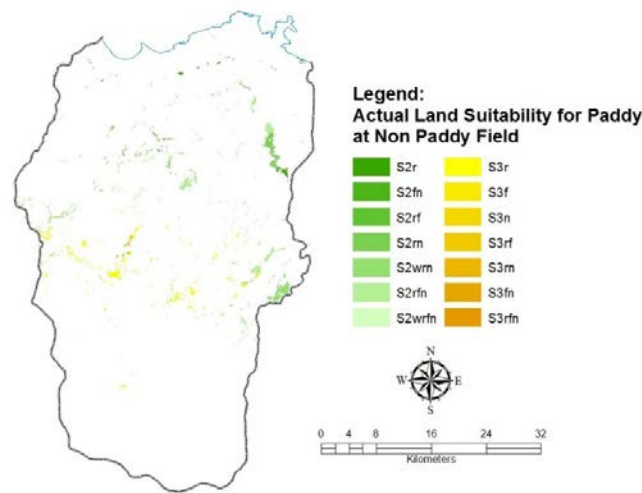 Legend:
Actual Land Suitability for Paddy
at Non Paddy Field
S2r S3r
S2fn S3f
S2rf S3n
S2rn S3rf
S2wrn S3rn
S2rfn S3fn
S2wrfn S3rfn
N
W E
S
0 4 8 16 24 32
Kilometers